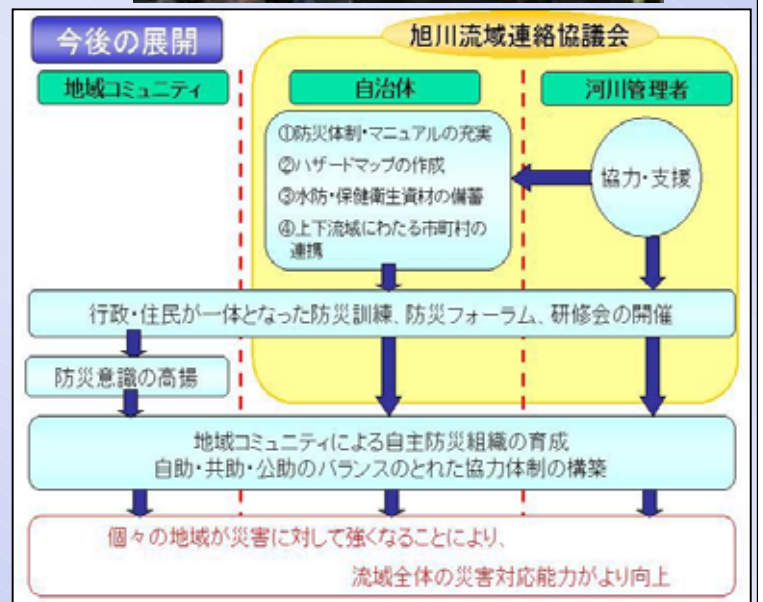 今後の展開
旭川流域連絡協議会
地域コミュニティ
自治体
河川管理者
①防災体制・マニュアルの充実
②ハザードマップの作成
③水防・保健衛生資材の備蓄
④上下流域にわたる市町村の
連携
協力・支援
行政・住民が一体となった防災訓練、防災フォーラム、研修会の開催
防災意識の高揚
地域コミュニティによる自主防災組織の育成
自助・共助・公助のバランスのとれた協力体制の構築
個々の地域が災害に対して強くなることにより、
流域全体の災害対応能力がより向上